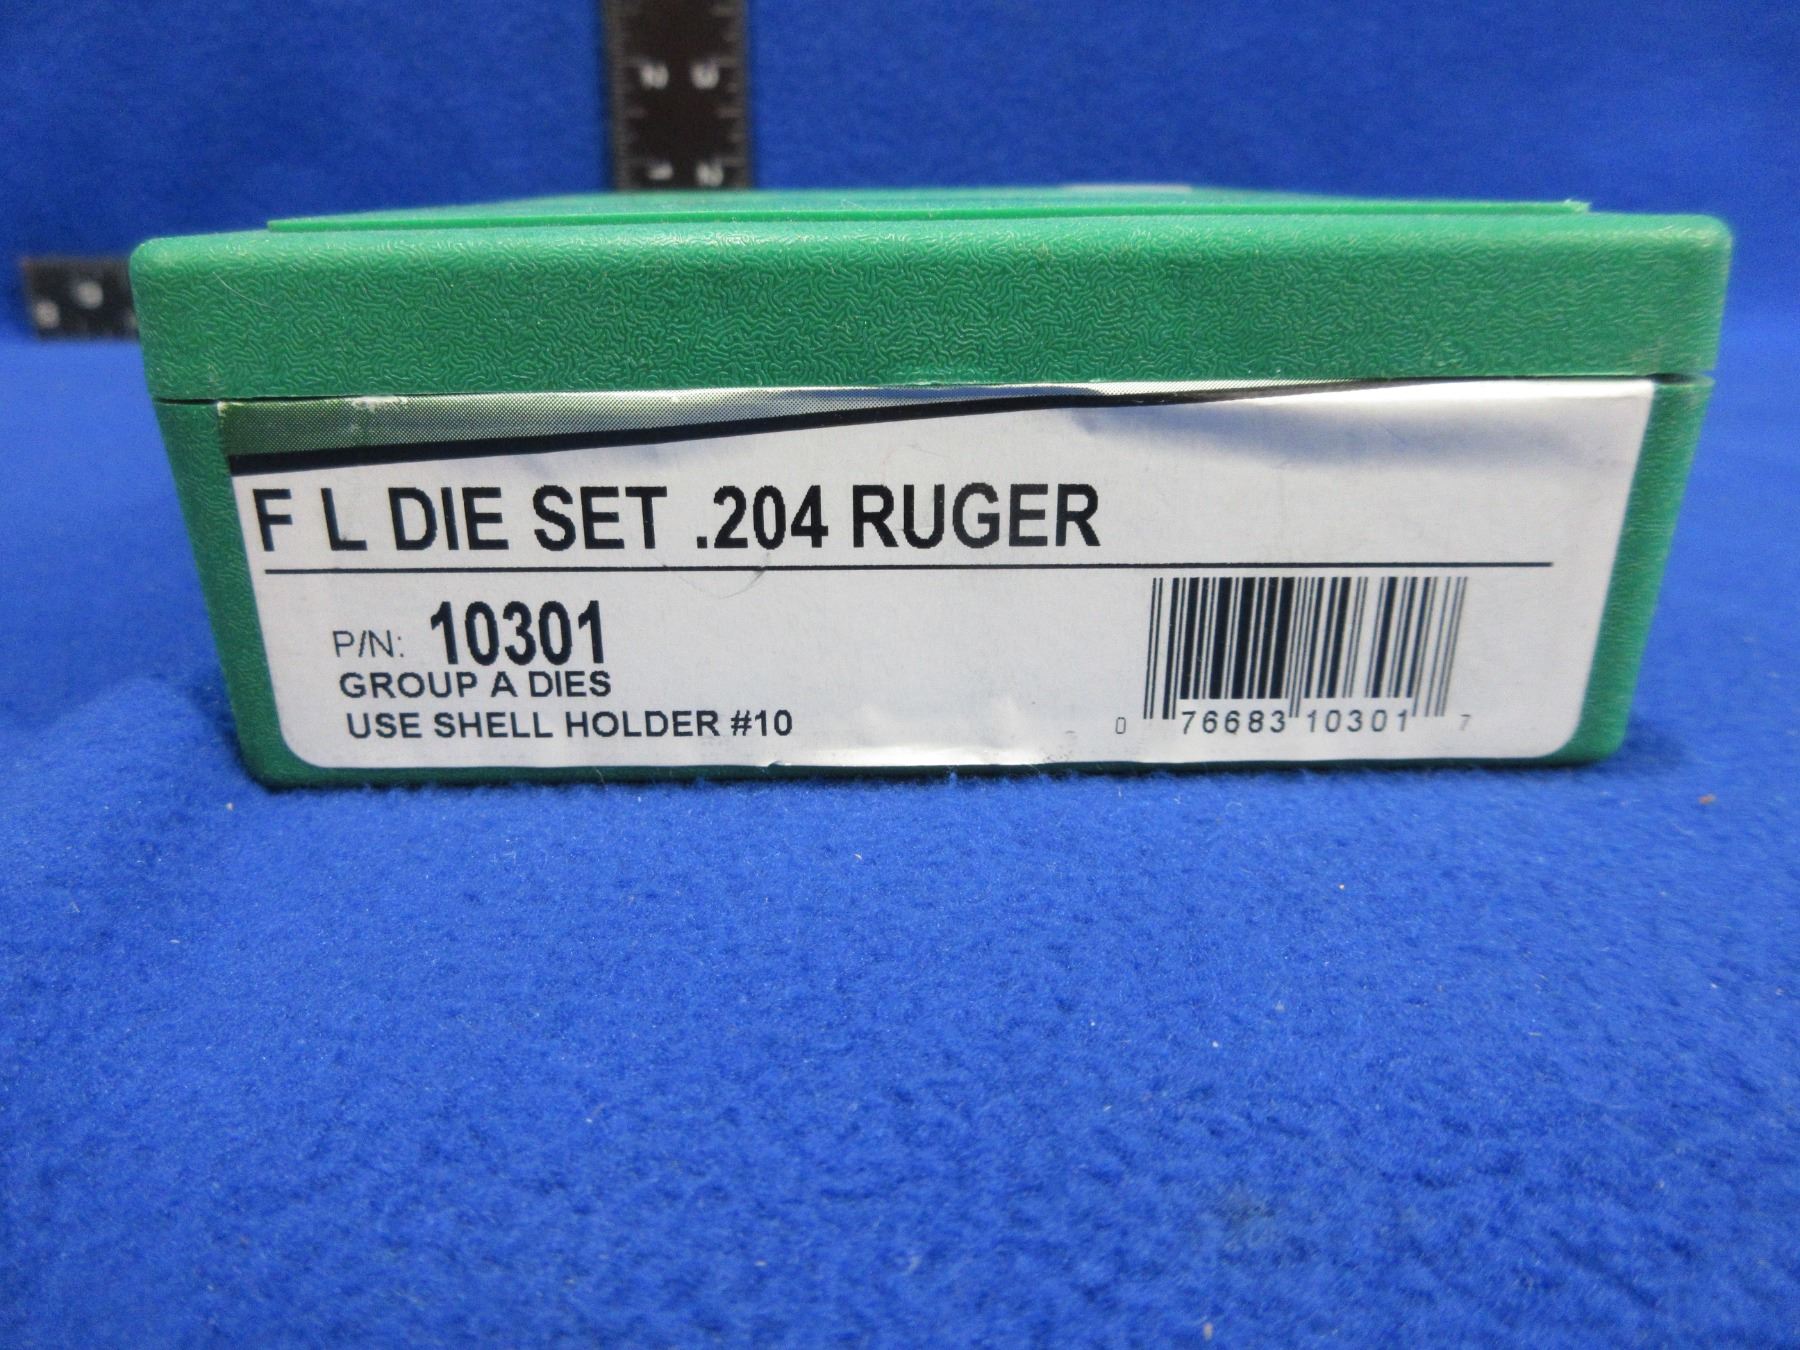 F L DIE SET .204 RUGER
P/N: 10301
GROUP A DIES
USE SHELL HOLDER #10
0 76683 10301 7